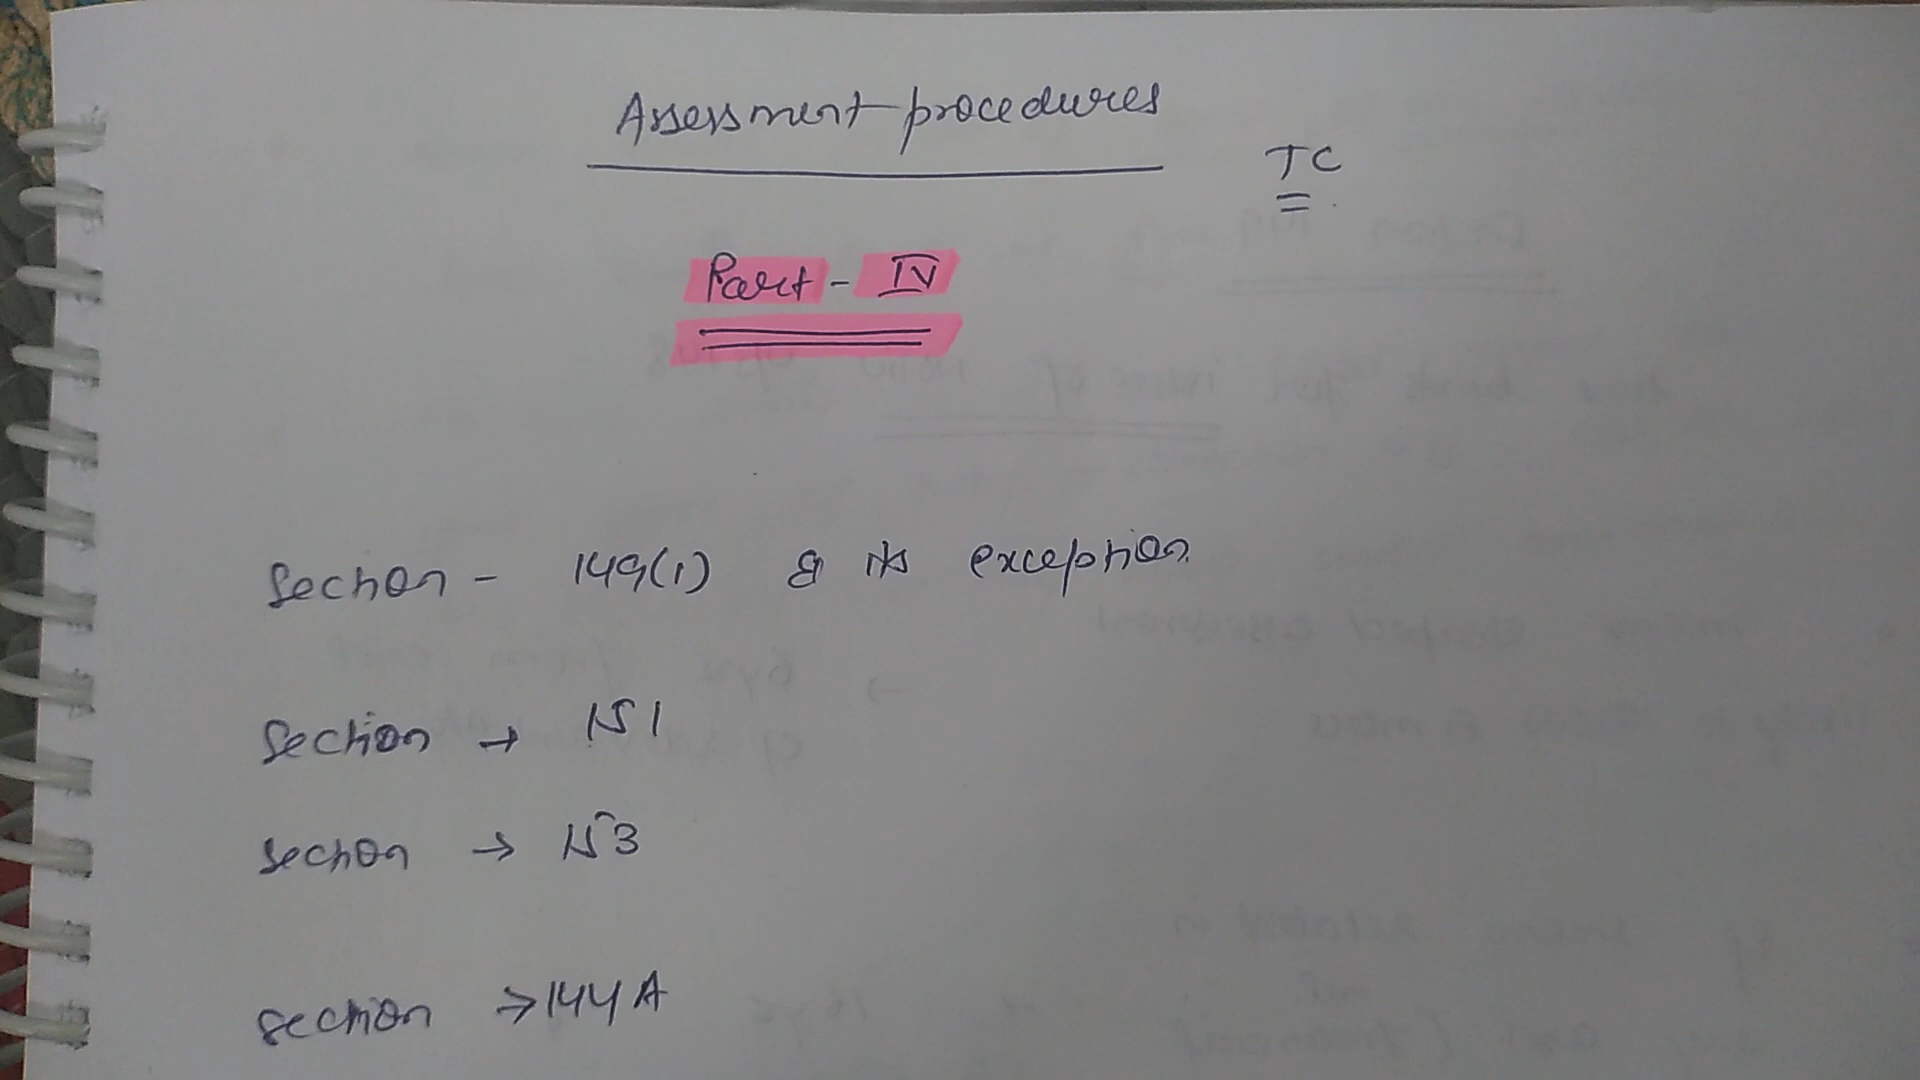 Assessment procedures
TC
Part - IV
Section - 149(1) & its exception
Section → 151
Section → 153
Section → 144A